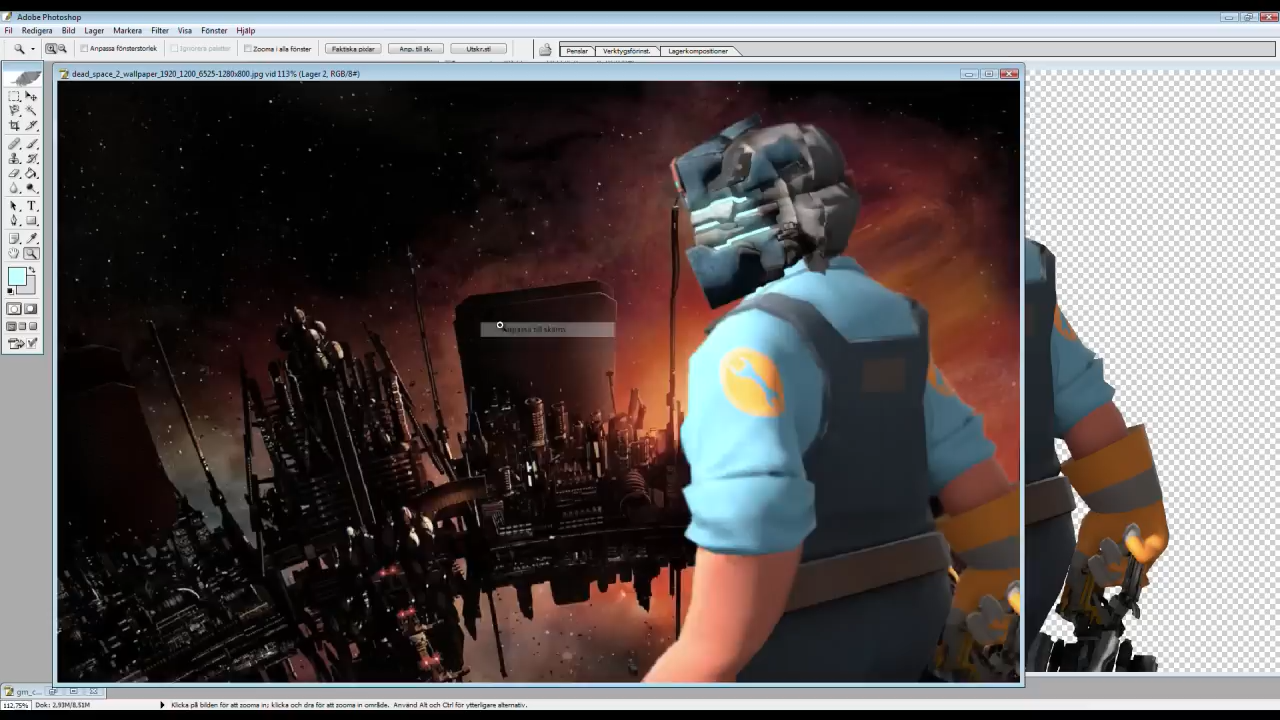 Adobe Photoshop
Fil Redigera Bild Lager Markera Filter Visa Fönster Hjälp
Anpassa fönsterstorlek Ignorera paletter Zooma i alla fönster Faktiska pixlar Anp. till sk. Utskr.stl Penslar Verktygsförinst. Lagerkompositioner
dead_space_2_wallpaper_1920_1200_6525-1280x800.jpg vid 113% (Lager 2, RGB/8#)
Anpassa till skärm
gm_c...
112,75% Dok: 2,93M/8,51M Klicka på bilden för att zooma in; klicka och dra för att zooma in område. Använd Alt och Ctrl för ytterligare alternativ.